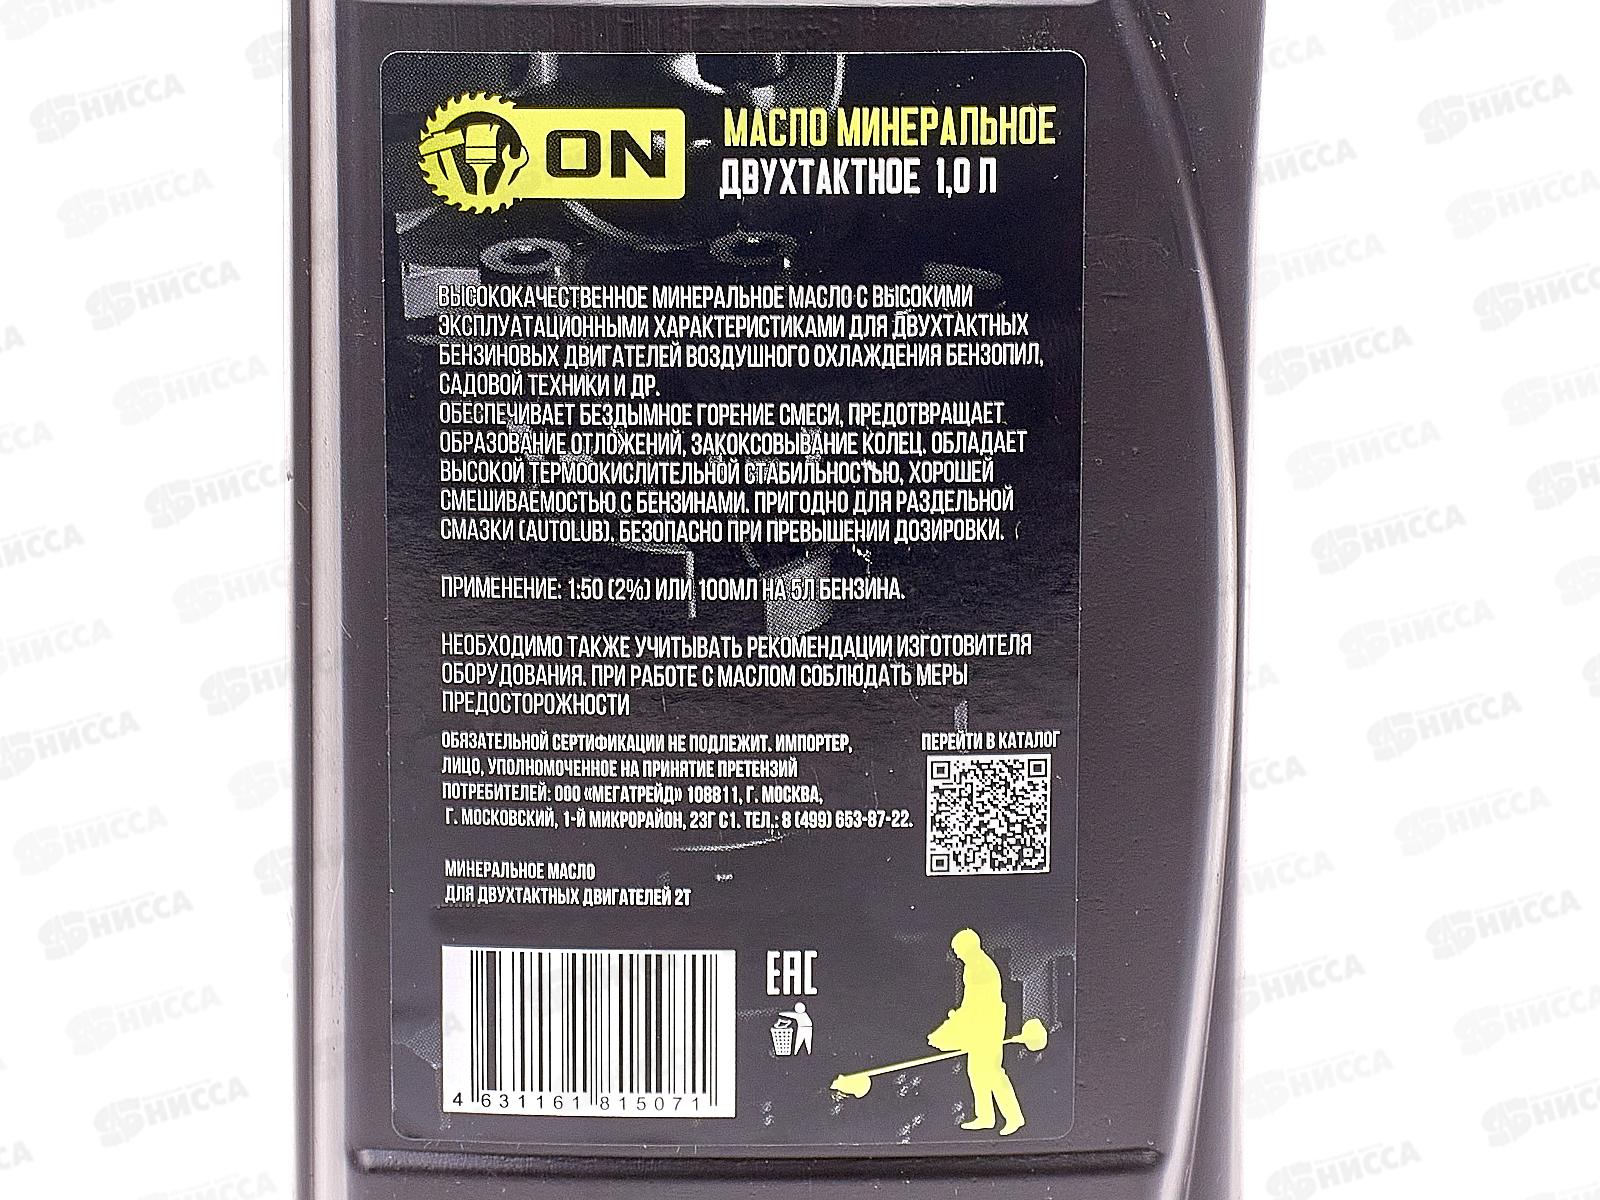 ON
МАСЛО МИНЕРАЛЬНОЕ
ДВУХТАКТНОЕ 1,0 Л
ВЫСОКОКАЧЕСТВЕННОЕ МИНЕРАЛЬНОЕ МАСЛО С ВЫСОКИМИ
ЭКСПЛУАТАЦИОННЫМИ ХАРАКТЕРИСТИКАМИ ДЛЯ ДВУХТАКТНЫХ
БЕНЗИНОВЫХ ДВИГАТЕЛЕЙ ВОЗДУШНОГО ОХЛАЖДЕНИЯ БЕНЗОПИЛ,
САДОВОЙ ТЕХНИКИ И ДР.
ОБЕСПЕЧИВАЕТ БЕЗДЫМНОЕ ГОРЕНИЕ СМЕСИ, ПРЕДОТВРАЩАЕТ
ОБРАЗОВАНИЕ ОТЛОЖЕНИЙ, ЗАКОКСОВЫВАНИЕ КОЛЕЦ, ОБЛАДАЕТ
ВЫСОКОЙ ТЕРМООКИСЛИТЕЛЬНОЙ СТАБИЛЬНОСТЬЮ, ХОРОШЕЙ
СМЕШИВАЕМОСТЬЮ С БЕНЗИНАМИ. ПРИГОДНО ДЛЯ РАЗДЕЛЬНОЙ
СМАЗКИ (AUTOLUB). БЕЗОПАСНО ПРИ ПРЕВЫШЕНИИ ДОЗИРОВКИ.
ПРИМЕНЕНИЕ: 1:50 (2%) ИЛИ 100МЛ НА 5Л БЕНЗИНА.
НЕОБХОДИМО ТАКЖЕ УЧИТЫВАТЬ РЕКОМЕНДАЦИИ ИЗГОТОВИТЕЛЯ
ОБОРУДОВАНИЯ. ПРИ РАБОТЕ С МАСЛОМ СОБЛЮДАТЬ МЕРЫ
ПРЕДОСТОРОЖНОСТИ
ОБЯЗАТЕЛЬНОЙ СЕРТИФИКАЦИИ НЕ ПОДЛЕЖИТ. ИМПОРТЕР,
ЛИЦО, УПОЛНОМОЧЕННОЕ НА ПРИНЯТИЕ ПРЕТЕНЗИЙ
ПОТРЕБИТЕЛЕЙ: ООО «МЕГАТРЕЙД» 108811, Г. МОСКВА,
Г. МОСКОВСКИЙ, 1-Й МИКРОРАЙОН, 23Г С1. ТЕЛ.: 8 (499) 653-87-22.
ПЕРЕЙТИ В КАТАЛОГ
МИНЕРАЛЬНОЕ МАСЛО
ДЛЯ ДВУХТАКТНЫХ ДВИГАТЕЛЕЙ 2Т
EAC
4 631161 815071
НИССА